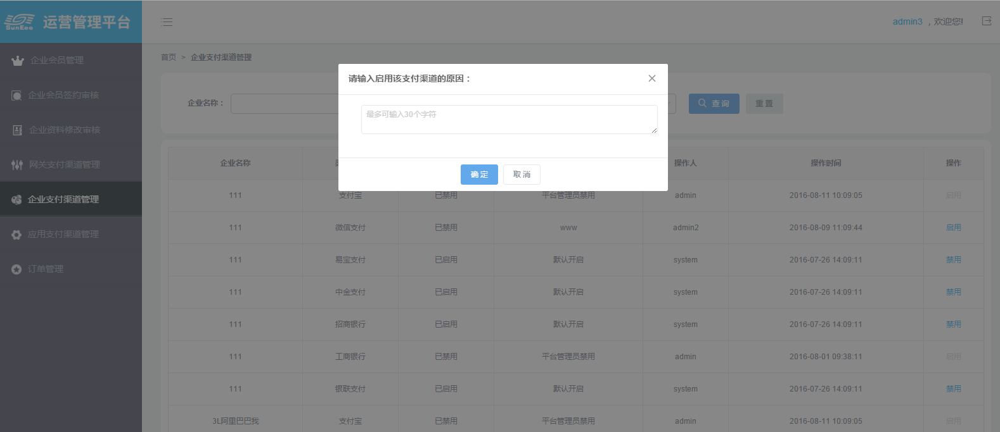 SunEee 运营管理平台
admin3 ，欢迎您!
企业会员管理
企业会员签约审核
企业资料修改审核
网关支付渠道管理
企业支付渠道管理
应用支付渠道管理
订单管理
首页 > 企业支付渠道管理
企业名称：
查询 重置
请输入启用该支付渠道的原因：
最多可输入30个字符
确定 取消
企业名称 操作人 操作时间 操作
111 支付宝 已禁用 平台管理员禁用 admin 2016-08-11 10:09:05 启用
111 微信支付 已禁用 www admin2 2016-08-09 11:09:44 启用
111 易宝支付 已启用 默认开启 system 2016-07-26 14:09:11 禁用
111 中金支付 已启用 默认开启 system 2016-07-26 14:09:11 禁用
111 招商银行 已启用 默认开启 system 2016-07-26 14:09:11 禁用
111 工商银行 已禁用 平台管理员禁用 admin 2016-08-01 09:38:11 启用
111 银联支付 已启用 默认开启 system 2016-07-26 14:09:11 禁用
3L阿里巴巴我 支付宝 已禁用 平台管理员禁用 admin 2016-08-11 10:09:05 启用